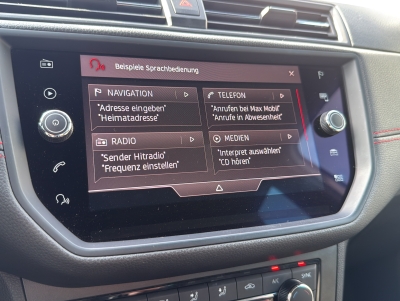 Beispiele Sprachbedienung
NAVIGATION
"Adresse eingeben"
"Heimatadresse"
TELEFON
"Anrufen bei Max Mobil"
"Anrufe in Abwesenheit"
RADIO
"Sender Hitradio"
"Frequenz einstellen"
MEDIEN
"Interpret auswählen"
"CD hören"
A/C
SYNC